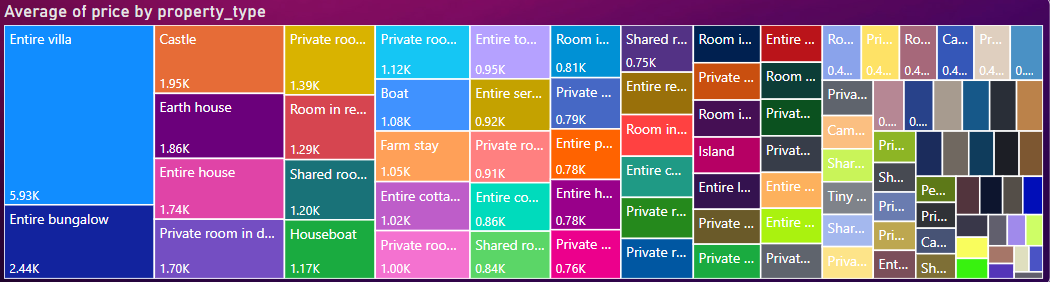 Average of price by property_type
Entire villa
5.93K
Entire bungalow
2.44K
Castle
1.95K
Earth house
1.86K
Entire house
1.74K
Private room in d...
1.70K
Private roo...
1.39K
Room in re...
1.29K
Shared roo...
1.20K
Houseboat
1.17K
Private roo...
1.12K
Boat
1.08K
Farm stay
1.05K
Entire cotta...
1.02K
Private roo...
1.00K
Entire to...
0.95K
Entire ser...
0.92K
Private ro...
0.91K
Entire co...
0.86K
Shared ro...
0.84K
Room i...
0.81K
Private ...
0.79K
Entire p...
0.78K
Entire h...
0.78K
Private ...
0.76K
Shared r...
0.75K
Entire re...
Room in...
Entire c...
Private r...
Private r...
Room i...
Private ...
Room i...
Island
Entire l...
Private ...
Private ...
Entire ...
Room ...
Privat...
Privat...
Entire ...
Entire ...
Private ...
Ro...
0.4...
Pri...
0.4...
Ro...
0.4...
Ca...
0.4...
Pr...
0.4...
0....
Priva...
Cam...
Shar...
Tiny ...
Shar...
Priva...
0....
0....
Pri...
Sh...
Pri...
Pri...
Ent...
Pe...
Pri...
Ca...
Sh...